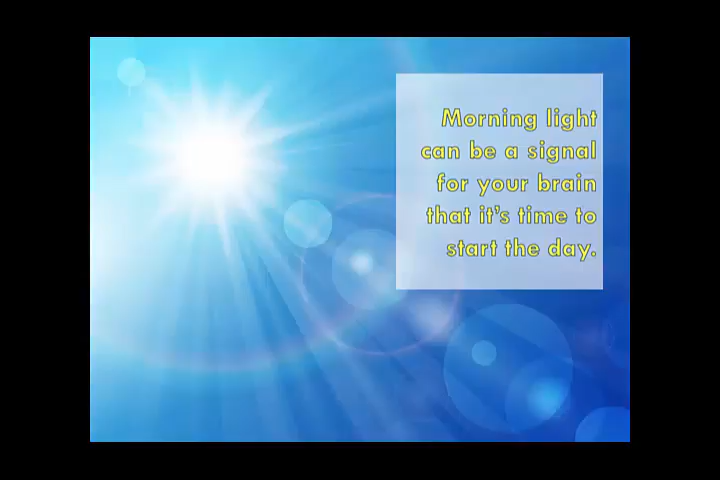 Morning light
can be a signal
for your brain
that it’s time to
start the day.